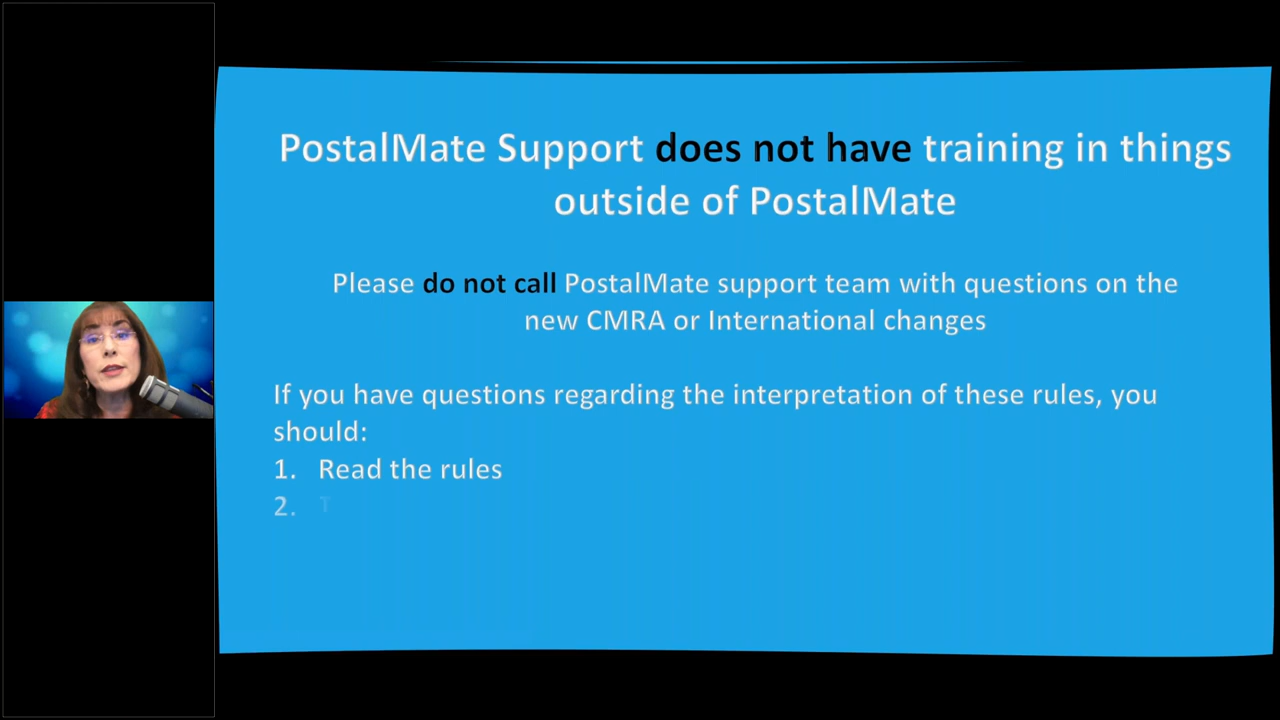 PostalMate Support does not have training in things
outside of PostalMate
Please do not call PostalMate support team with questions on the
new CMRA or International changes
If you have questions regarding the interpretation of these rules, you
should:
1. Read the rules
2. T